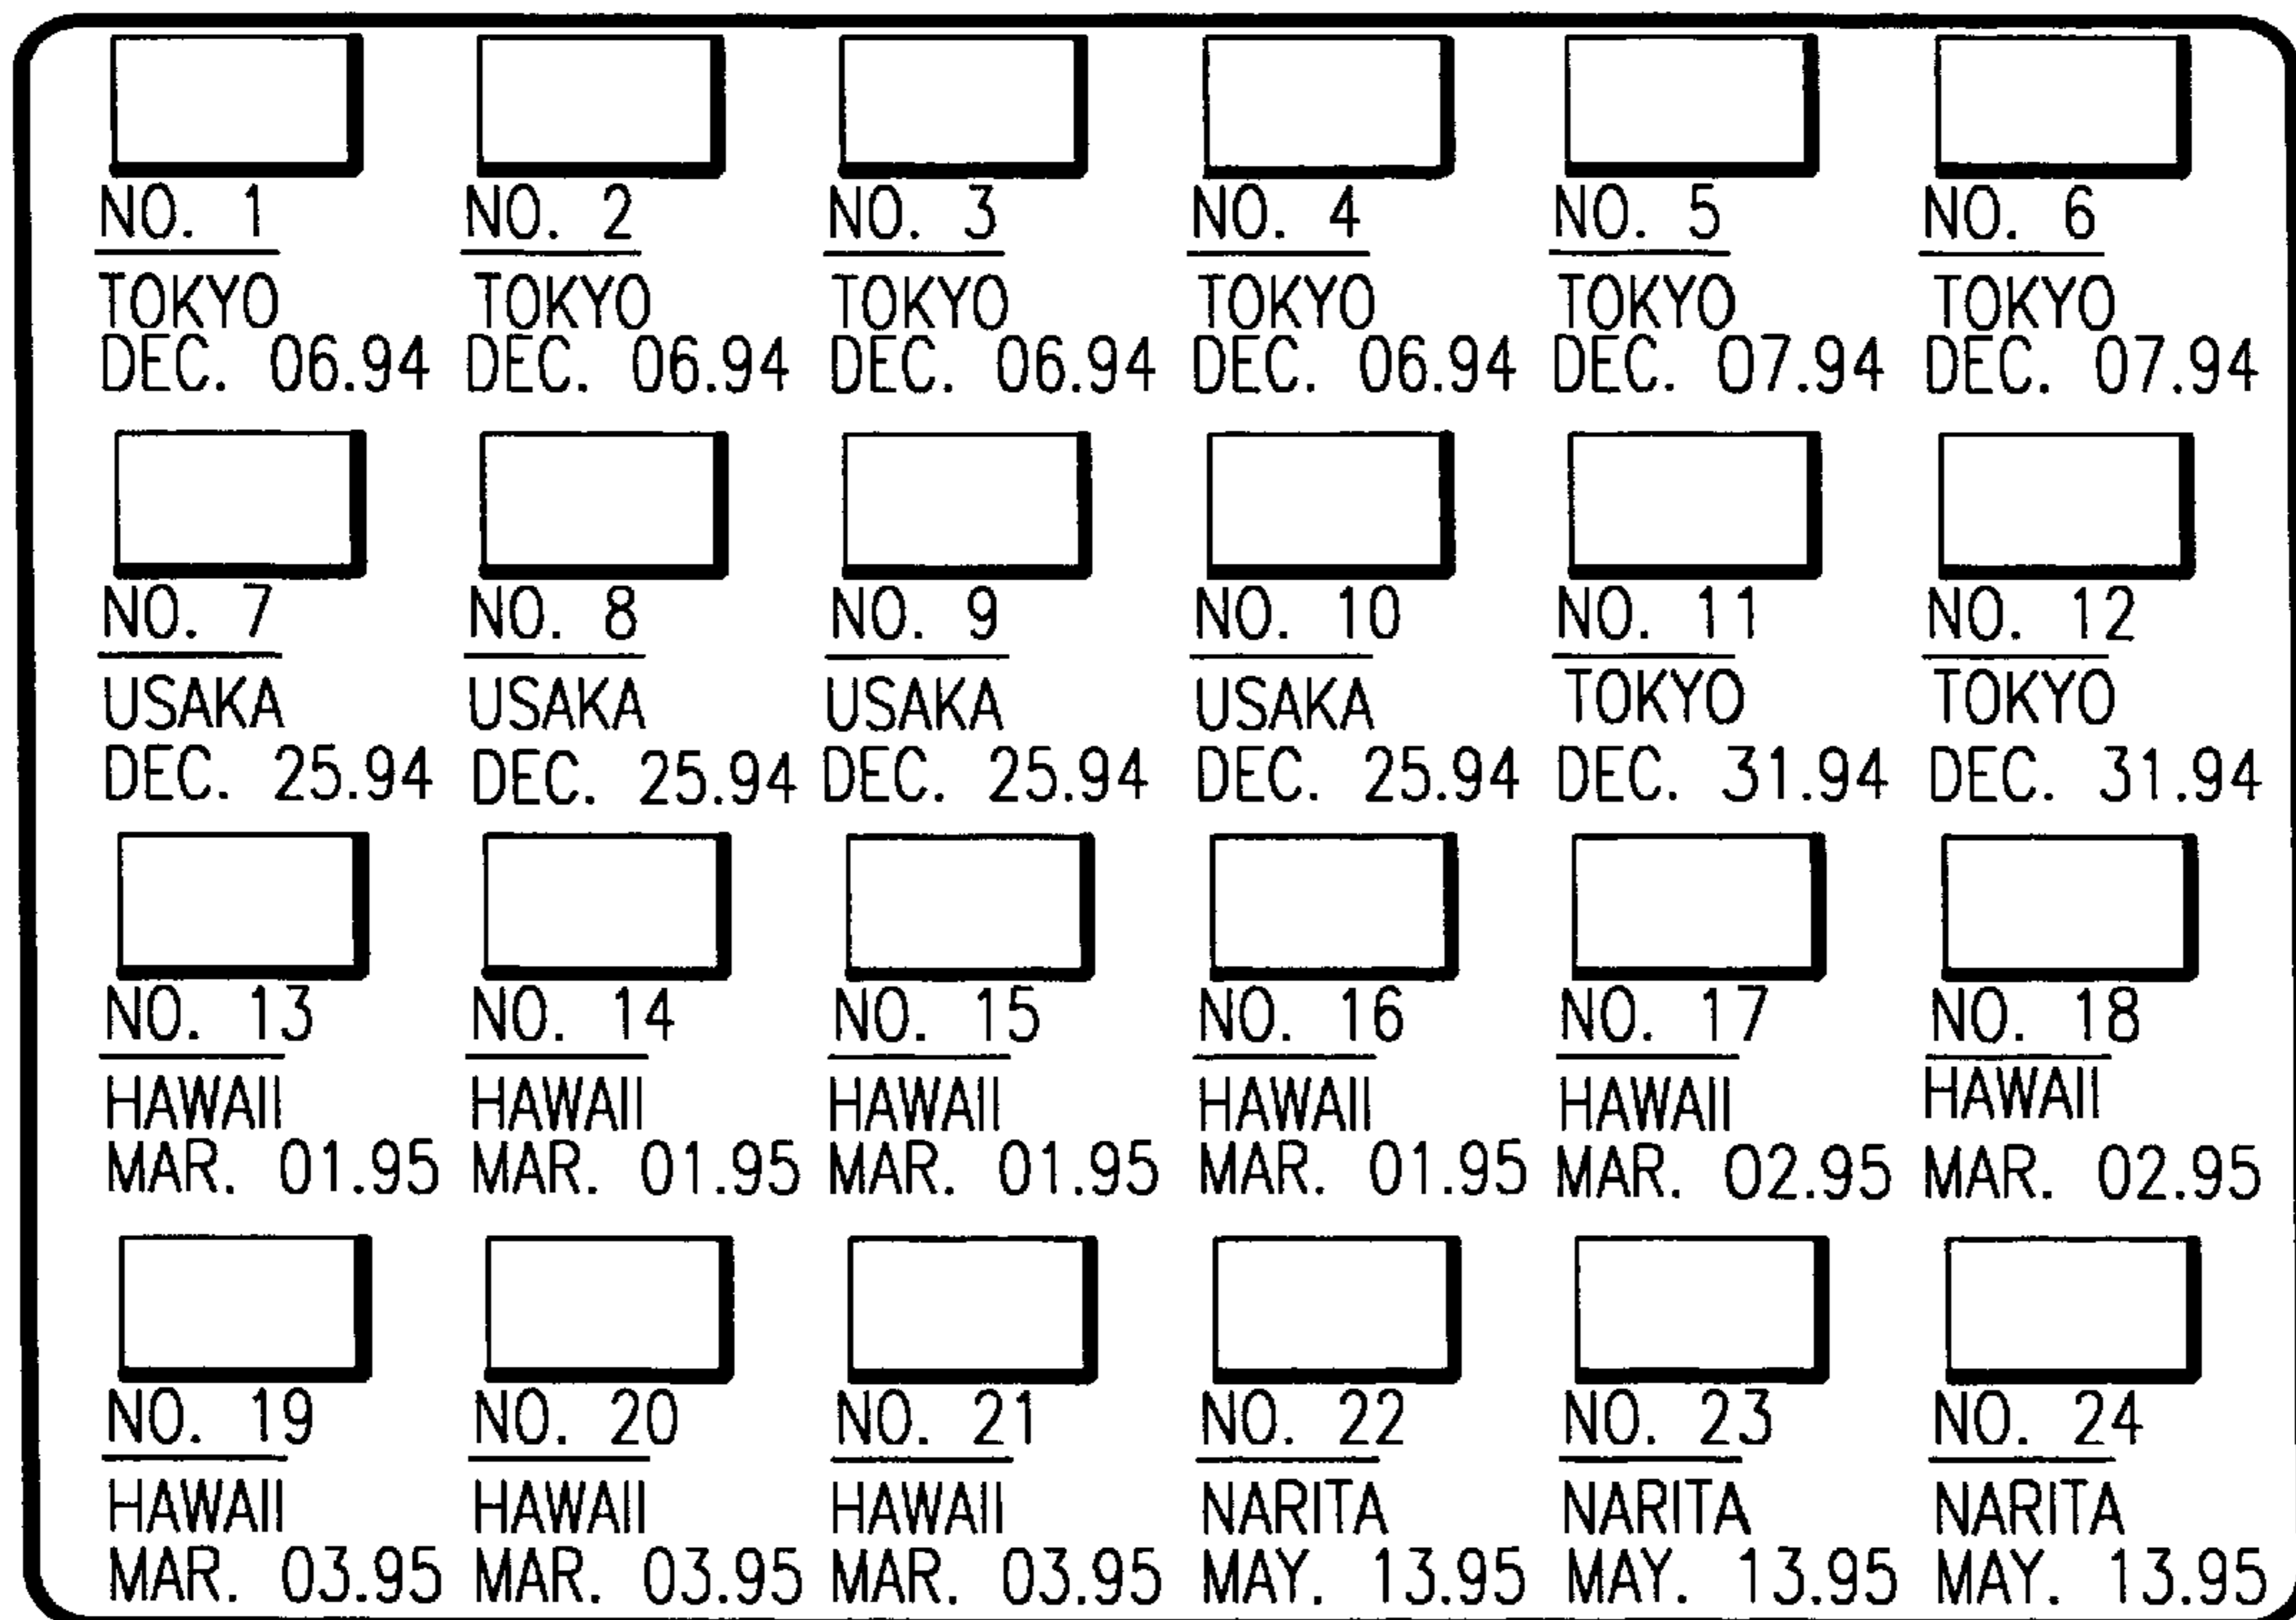 NO. 1 NO. 2 NO. 3 NO. 4 NO. 5 NO. 6
TOKYO TOKYO TOKYO TOKYO TOKYO TOKYO
DEC. 06.94 DEC. 06.94 DEC. 06.94 DEC. 06.94 DEC. 07.94 DEC. 07.94
NO. 7 NO. 8 NO. 9 NO. 10 NO. 11 NO. 12
USAKA USAKA USAKA USAKA TOKYO TOKYO
DEC. 25.94 DEC. 25.94 DEC. 25.94 DEC. 25.94 DEC. 31.94 DEC. 31.94
NO. 13 NO. 14 NO. 15 NO. 16 NO. 17 NO. 18
HAWAII HAWAII HAWAII HAWAII HAWAII HAWAII
MAR. 01.95 MAR. 01.95 MAR. 01.95 MAR. 01.95 MAR. 02.95 MAR. 02.95
NO. 19 NO. 20 NO. 21 NO. 22 NO. 23 NO. 24
HAWAII HAWAII HAWAII NARITA NARITA NARITA
MAR. 03.95 MAR. 03.95 MAR. 03.95 MAY. 13.95 MAY. 13.95 MAY. 13.95